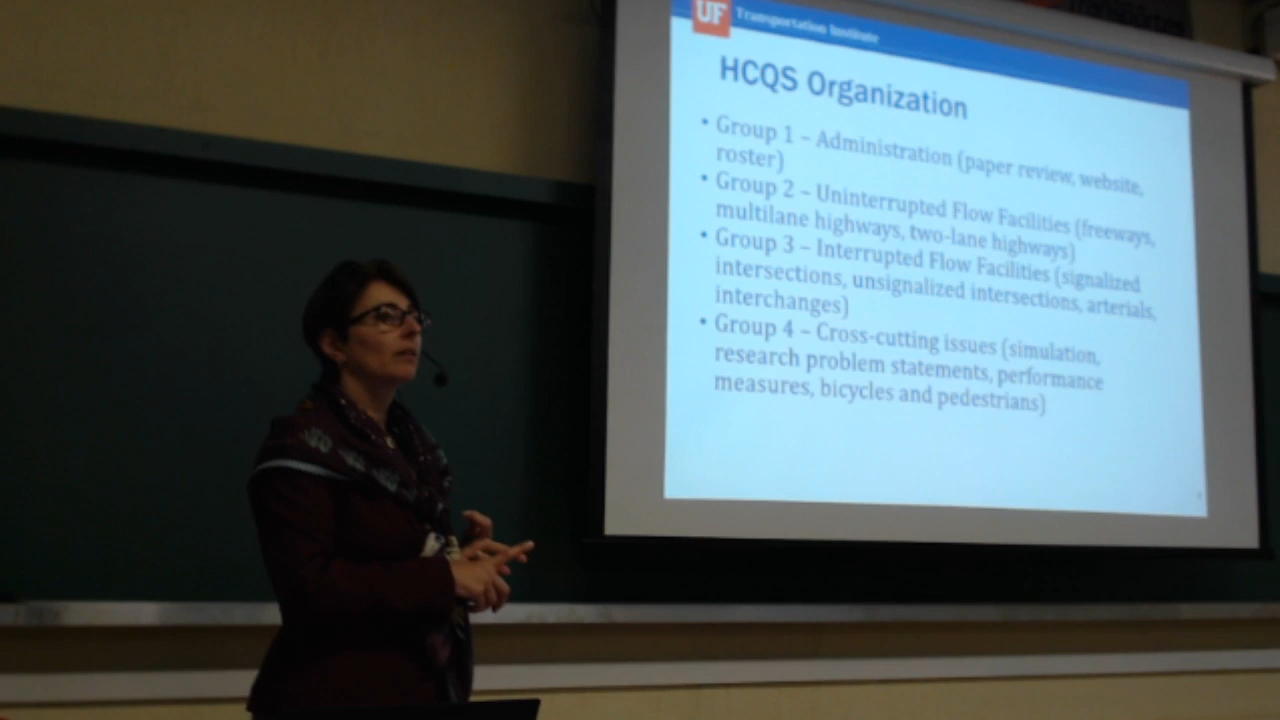 UF Transportation Institute
HCQS Organization
• Group 1 – Administration (paper review, website,
roster)
• Group 2 – Uninterrupted Flow Facilities (freeways,
multilane highways, two-lane highways)
• Group 3 – Interrupted Flow Facilities (signalized
intersections, unsignalized intersections, arterials,
interchanges)
• Group 4 – Cross-cutting issues (simulation,
research problem statements, performance
measures, bicycles and pedestrians)